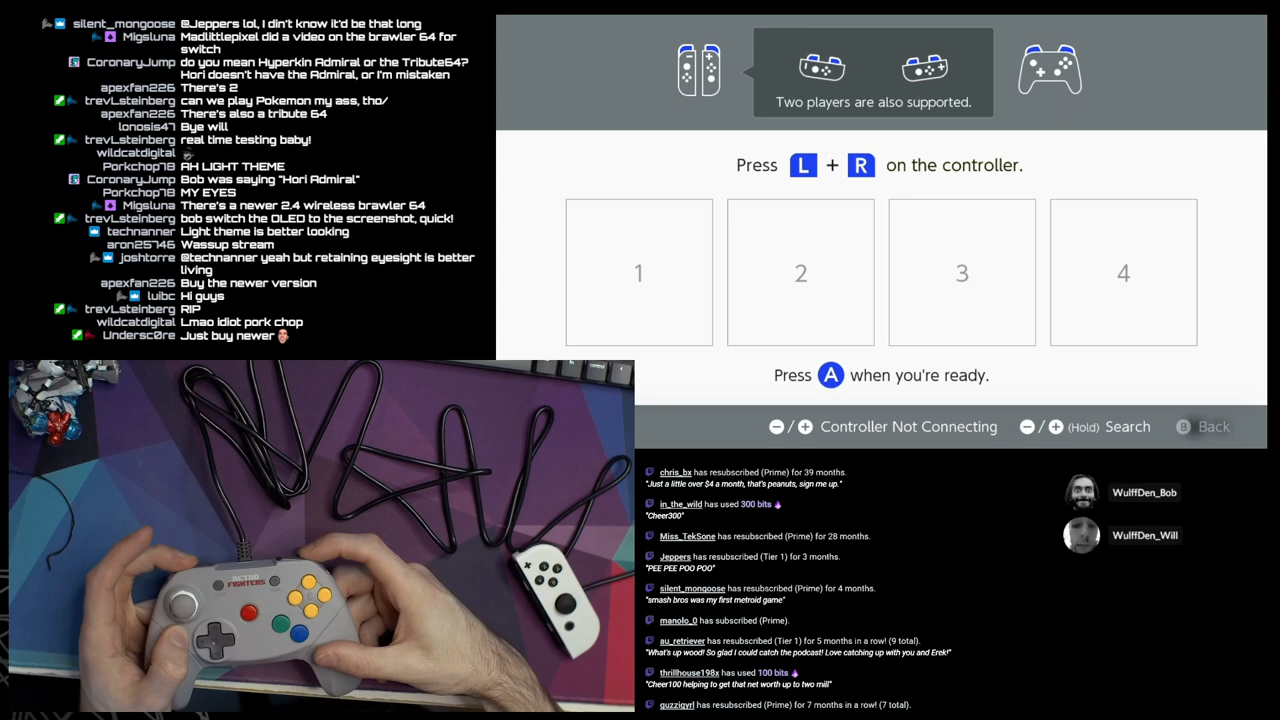 silent_mongoose @Jeppers lol, I din't know it'd be that long
Migsluna Madlittlepixel did a video on the brawler 64 for
switch
CoronaryJump do you mean Hyperkin Admiral or the Tribute64?
Hori doesn't have the Admiral, or I'm mistaken
apexfan226 There's 2
trevLsteinberg can we play Pokemon my ass, tho/
apexfan226 There's also a tribute 64
lonosis47 Bye will
trevLsteinberg real time testing baby!
wildcatdigital
Porkchop78 AH LIGHT THEME
CoronaryJump Bob was saying "Hori Admiral"
Porkchop78 MY EYES
Migsluna There's a newer 2.4 wireless brawler 64
trevLsteinberg bob switch the OLED to the screenshot, quick!
technanner Light theme is better looking
aron25746 Wassup stream
joshtorre @technanner yeah but retaining eyesight is better
living
apexfan226 Buy the newer version
luibc Hi guys
trevLsteinberg RIP
wildcatdigital Lmao idiot pork chop
Undersc0re Just buy newer
Two players are also supported.
Press L + R on the controller.
1 2 3 4
Press A when you're ready.
−/+ Controller Not Connecting −/+ (Hold) Search B Back
control
RETRO
FIGHTERS
chris_bx has resubscribed (Prime) for 39 months.
"Just a little over $4 a month, that's peanuts, sign me up."
in_the_wild has used 300 bits
"Cheer300"
Miss_TekSone has resubscribed (Prime) for 28 months.
Jeppers has resubscribed (Tier 1) for 3 months.
"PEE PEE POO POO"
silent_mongoose has resubscribed (Prime) for 4 months.
"smash bros was my first metroid game"
manolo_0 has subscribed (Prime).
au_retriever has resubscribed (Tier 1) for 5 months in a row! (9 total).
"What's up wood! So glad I could catch the podcast! Love catching up with you and Erek!"
thrillhouse198x has used 100 bits
"Cheer100 helping to get that net worth up to two mill"
guzzigyrl has resubscribed (Prime) for 7 months in a row! (7 total).
WulffDen_Bob
WulffDen_Will